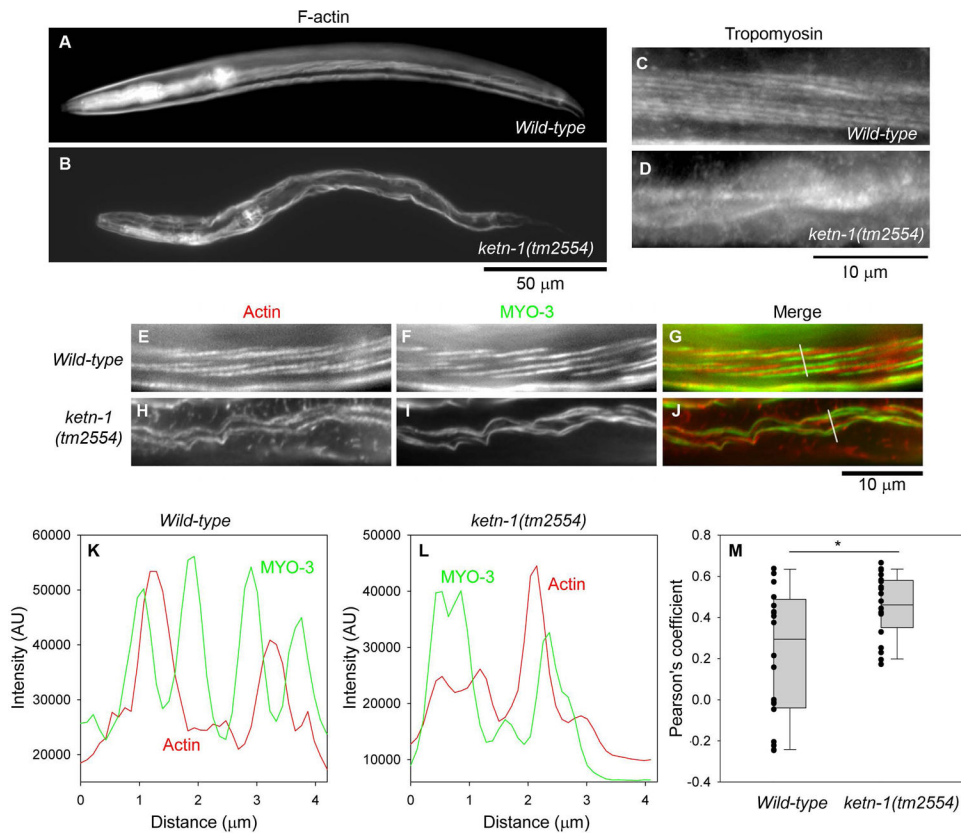 F-actin
A
Wild-type
B
ketn-1(tm2554)
50 μm
Tropomyosin
C
Wild-type
D
ketn-1(tm2554)
10 μm
Actin
MYO-3
Merge
Wild-type
E
F
G
ketn-1
(tm2554)
H
I
J
10 μm
Wild-type
K
MYO-3
Actin
Intensity (AU)
60000
50000
40000
30000
20000
0
1
2
3
4
Distance (μm)
ketn-1(tm2554)
L
MYO-3
Actin
Intensity (AU)
50000
40000
30000
20000
10000
0
1
2
3
4
Distance (μm)
M
*
Pearson's coefficient
0.8
0.6
0.4
0.2
0.0
-0.2
-0.4
Wild-type
ketn-1(tm2554)